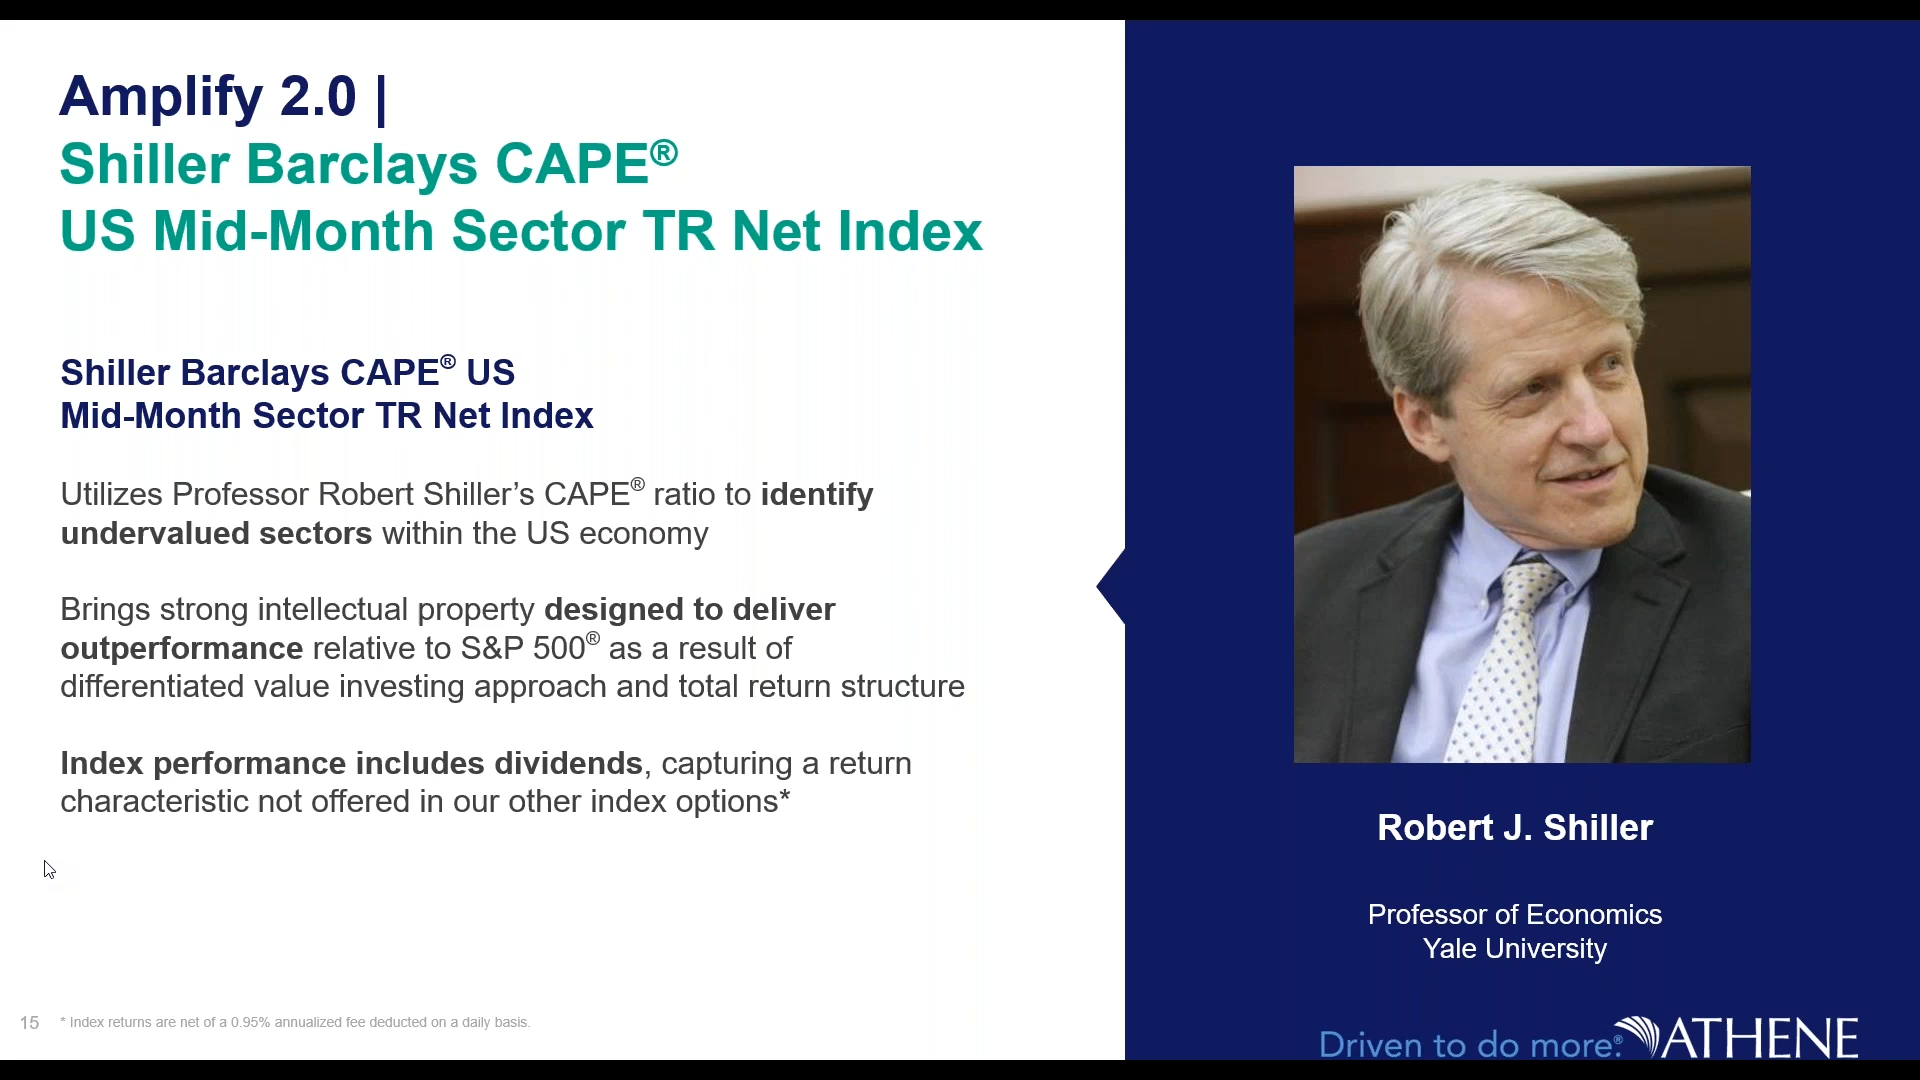 Amplify 2.0 |
Shiller Barclays CAPE®
US Mid-Month Sector TR Net Index
Shiller Barclays CAPE® US
Mid-Month Sector TR Net Index
Utilizes Professor Robert Shiller’s CAPE® ratio to identify
undervalued sectors within the US economy
Brings strong intellectual property designed to deliver
outperformance relative to S&P 500® as a result of
differentiated value investing approach and total return structure
Index performance includes dividends, capturing a return
characteristic not offered in our other index options*
15 * Index returns are net of a 0.95% annualized fee deducted on a daily basis.
Robert J. Shiller
Professor of Economics
Yale University
Driven to do more.® ATHENE